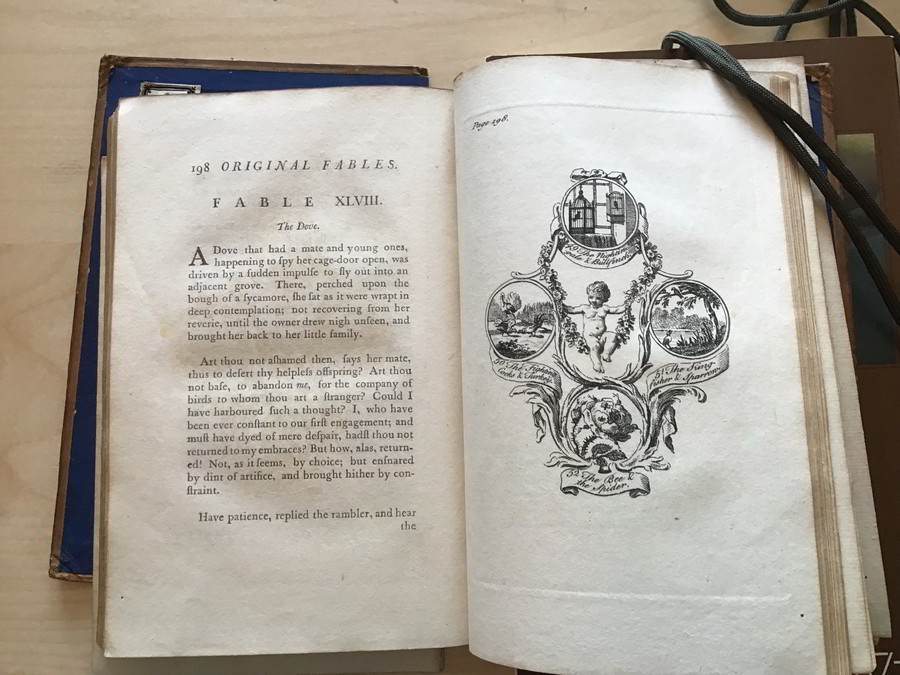 198 ORIGINAL FABLES.
FABLE XLVIII.
The Dove.
A Dove that had a mate and young ones,
happening to ſpy her cage-door open, was
driven by a ſudden impulſe to fly out into an
adjacent grove. There, perched upon the
bough of a ſycamore, ſhe ſat as it were wrapt in
deep contemplation; not recovering from her
reverie, until the owner drew nigh unſeen, and
brought her back to her little family.
Art thou not aſhamed then, ſays her mate,
thus to deſert thy helpleſs offſpring? Art thou
not baſe, to abandon me, for the company of
birds to whom thou art a ſtranger? Could I
have harboured ſuch a thought? I, who have
been ever conſtant to our firſt engagement; and
muſt have dyed of mere deſpair, hadſt thou not
returned to my embraces? But how, alas, return-
ed! Not, as it ſeems, by choice; but enſnared
by dint of artifice, and brought hither by con-
ſtraint.
Have patience, replied the rambler, and hear
the
Page 198.
The
& Bullfinch
50 The Fighting
Cocks & Turkey.
51 The King
fisher & Sparrow.
52 The Bee &
the Spider.